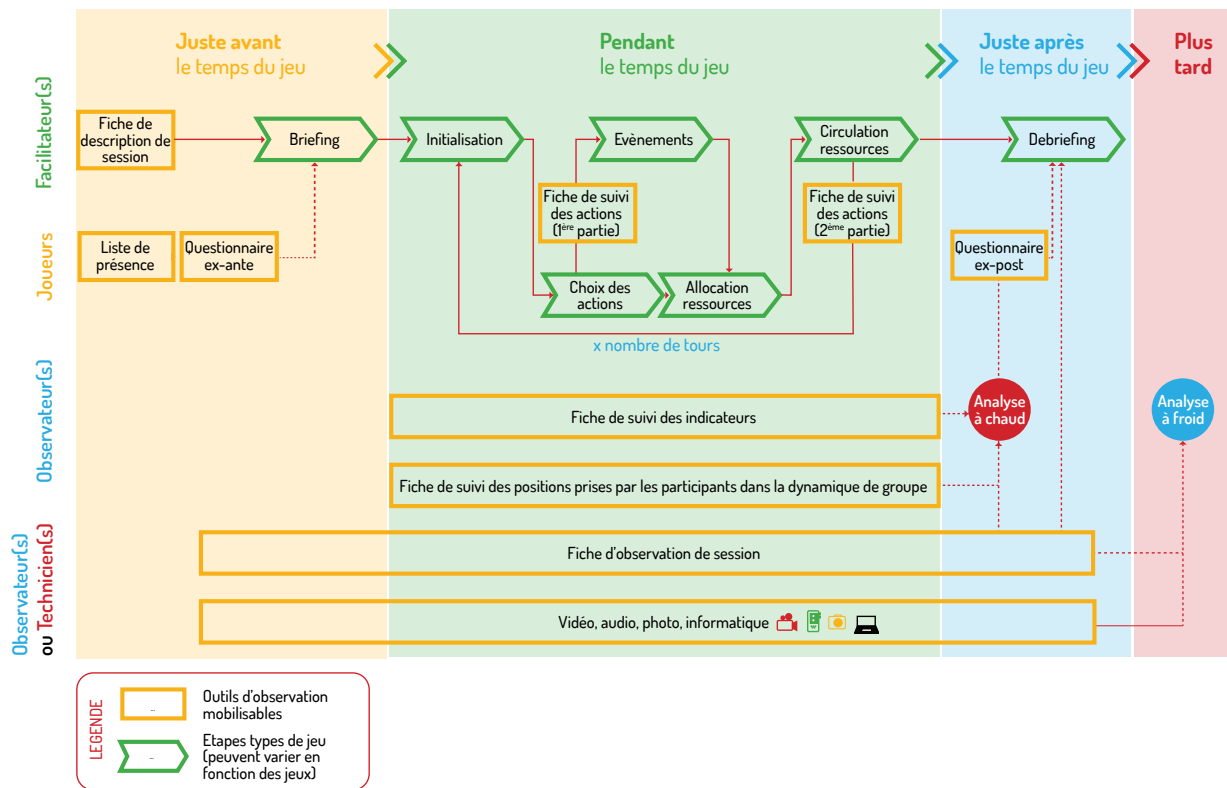 Juste avant
le temps du jeu
Pendant
le temps du jeu
Juste après
le temps du jeu
Plus
tard
Facilitateur(s)
Fiche de
description de
session
Briefing
Initialisation
Evènements
Circulation
ressources
Debriefing
Fiche de suivi
des actions
(1ère partie)
Fiche de suivi
des actions
(2ème partie)
Joueurs
Liste de
présence
Questionnaire
ex-ante
Questionnaire
ex-post
Choix des
actions
Allocation
ressources
x nombre de tours
Observateur(s)
Fiche de suivi des indicateurs
Analyse
à chaud
Analyse
à froid
Fiche de suivi des positions prises par les participants dans la dynamique de groupe
Observateur(s)
ou Technicien(s)
Fiche d'observation de session
Vidéo, audio, photo, informatique
LEGENDE
...
Outils d'observation
mobilisables
...
Etapes types de jeu
(peuvent varier en
fonction des jeux)